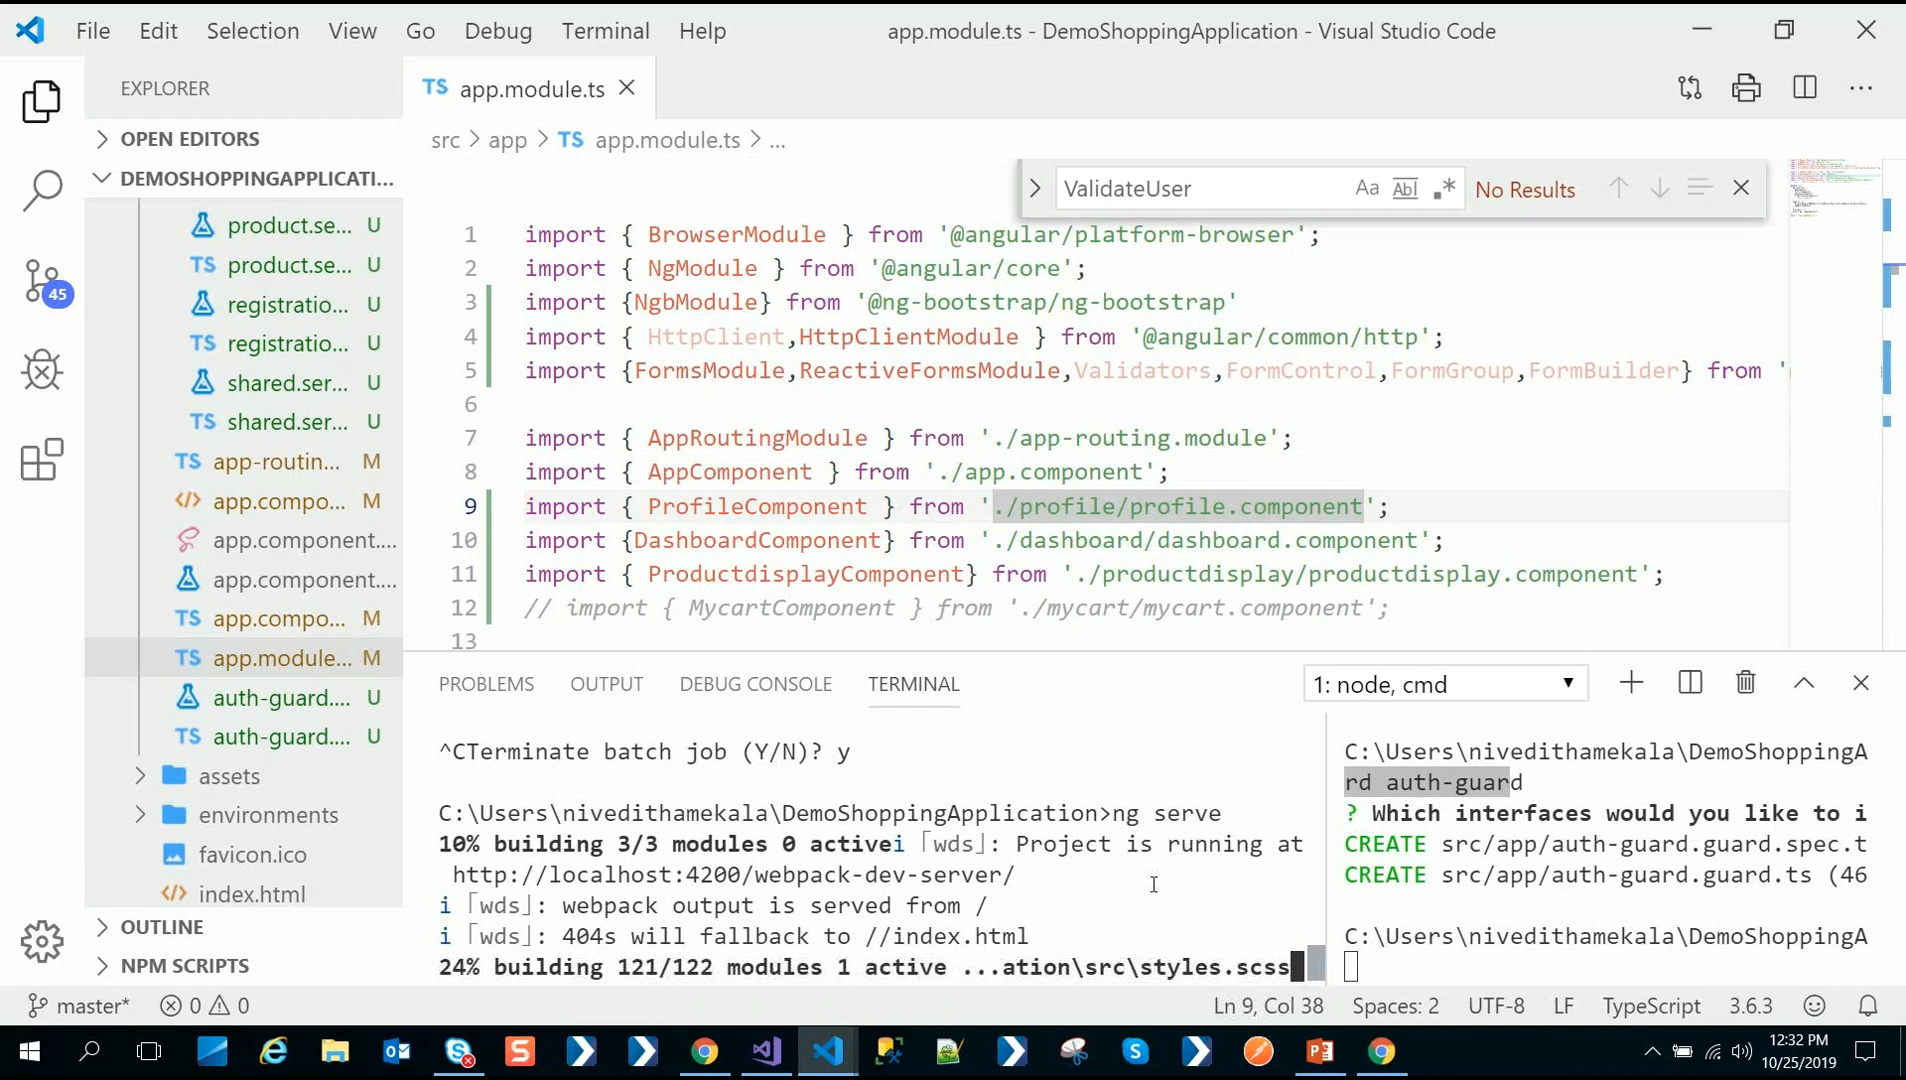 File Edit Selection View Go Debug Terminal Help
app.module.ts - DemoShoppingApplication - Visual Studio Code
EXPLORER
OPEN EDITORS
DEMOSHOPPINGAPPLICATI...
product.se... U
TS product.se... U
registratio... U
TS registratio... U
shared.ser... U
TS shared.ser... U
TS app-routin... M
app.compo... M
app.component....
app.component....
TS app.compo... M
TS app.module... M
auth-guard.... U
TS auth-guard.... U
assets
environments
favicon.ico
index.html
OUTLINE
NPM SCRIPTS
45
TS app.module.ts
src > app > TS app.module.ts > ...
ValidateUser Aa Abl .* No Results
1 import { BrowserModule } from '@angular/platform-browser';
2 import { NgModule } from '@angular/core';
3 import {NgbModule} from '@ng-bootstrap/ng-bootstrap'
4 import { HttpClient,HttpClientModule } from '@angular/common/http';
5 import {FormsModule,ReactiveFormsModule,Validators,FormControl,FormGroup,FormBuilder} from '
6
7 import { AppRoutingModule } from './app-routing.module';
8 import { AppComponent } from './app.component';
9 import { ProfileComponent } from './profile/profile.component';
10 import {DashboardComponent} from './dashboard/dashboard.component';
11 import { ProductdisplayComponent} from './productdisplay/productdisplay.component';
12 // import { MycartComponent } from './mycart/mycart.component';
13
PROBLEMS OUTPUT DEBUG CONSOLE TERMINAL
1: node, cmd
^CTerminate batch job (Y/N)? y
C:\Users\nivedithamekala\DemoShoppingApplication>ng serve
10% building 3/3 modules 0 activei ｢wds｣: Project is running at
http://localhost:4200/webpack-dev-server/
i ｢wds｣: webpack output is served from /
i ｢wds｣: 404s will fallback to //index.html
24% building 121/122 modules 1 active ...ation\src\styles.scss
C:\Users\nivedithamekala\DemoShoppingA
rd auth-guard
? Which interfaces would you like to i
CREATE src/app/auth-guard.guard.spec.t
CREATE src/app/auth-guard.guard.ts (46
C:\Users\nivedithamekala\DemoShoppingA
master* 0 0
Ln 9, Col 38 Spaces: 2 UTF-8 LF TypeScript 3.6.3
12:32 PM
10/25/2019